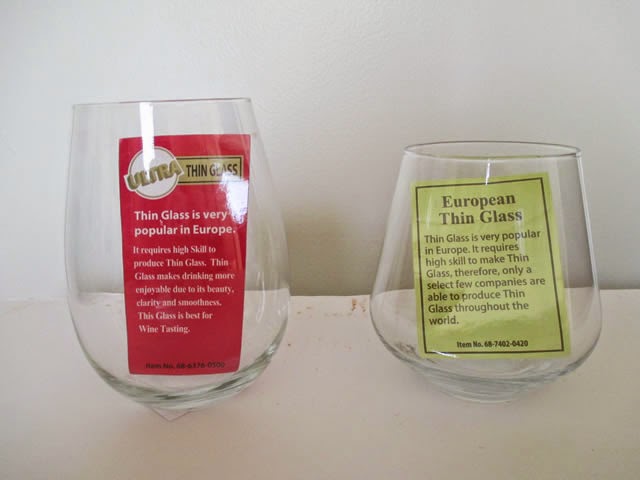 ULTRA THIN GLASS
Thin Glass is very
popular in Europe.
It requires high Skill to
produce Thin Glass. Thin
Glass makes drinking more
enjoyable due to its beauty,
clarity and smoothness.
This Glass is best for
Wine Tasting.
Item No. 68-6376-0500
European
Thin Glass
Thin Glass is very popular
in Europe. It requires
high skill to make Thin
Glass, therefore, only a
select few companies are
able to produce Thin
Glass throughout the
world.
Item No. 68-7402-0420